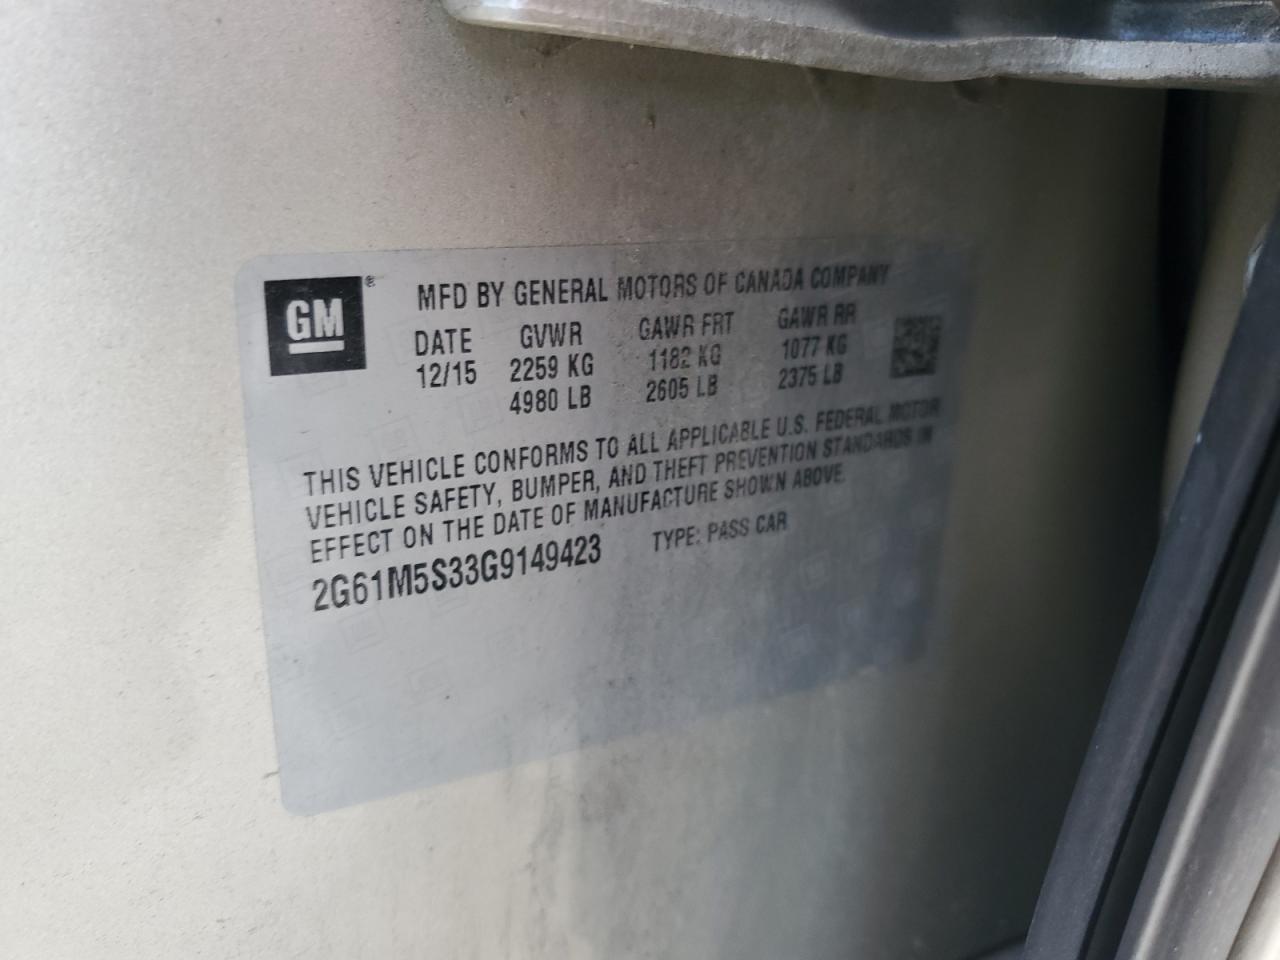 GM ®
MFD BY GENERAL MOTORS OF CANADA COMPANY
DATE GVWR GAWR FRT GAWR RR
12/15 2259 KG 1182 KG 1077 KG
4980 LB 2605 LB 2375 LB
THIS VEHICLE CONFORMS TO ALL APPLICABLE U.S. FEDERAL MOTOR
VEHICLE SAFETY, BUMPER, AND THEFT PREVENTION STANDARDS IN
EFFECT ON THE DATE OF MANUFACTURE SHOWN ABOVE.
2G61M5S33G9149423 TYPE: PASS CAR